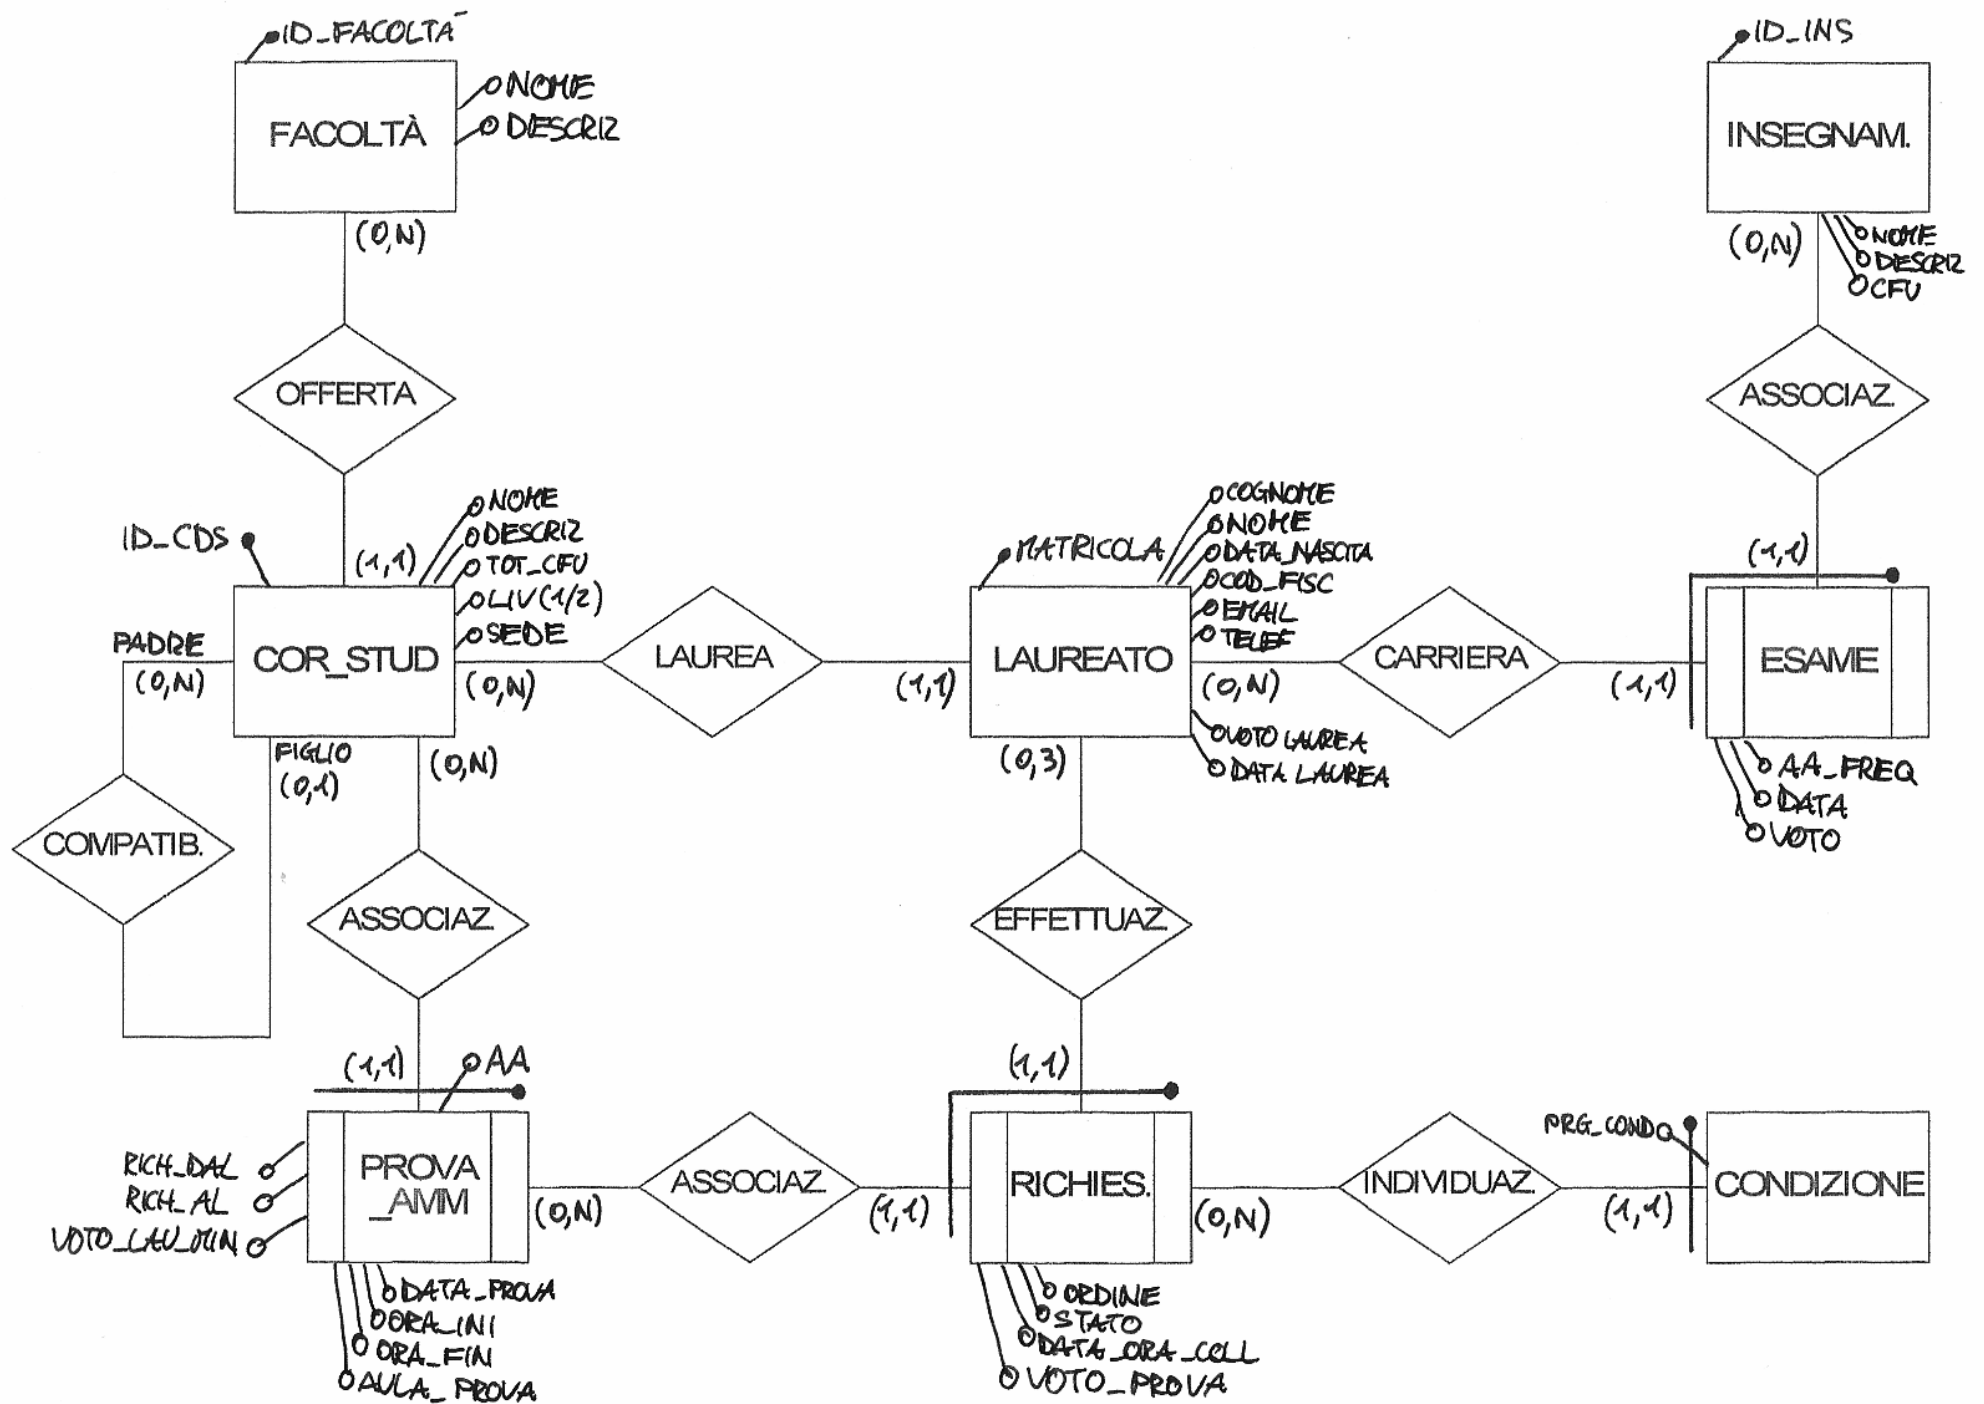 ID_FACOLTÀ
NOME
DESCRIZ
FACOLTÀ
(0,N)
OFFERTA
(1,1)
ID_INS
INSEGNAM.
(0,N)
NOME
DESCRIZ
CFU
ASSOCIAZ.
(1,1)
ID_CDS
NOME
DESCRIZ
TOT_CFU
LIV(1/2)
SEDE
COR_STUD
PADRE
(0,N)
FIGLIO
(0,1)
COMPATIB.
(0,N)
LAUREA
(1,1)
MATRICOLA
COGNOME
NOME
DATA_NASCITA
COD_FISC
EMAIL
TELEF
LAUREATO
VOTO LAUREA
DATA LAUREA
(0,N)
CARRIERA
(1,1)
ESAME
AA_FREQ
DATA
VOTO
(0,N)
ASSOCIAZ.
(1,1)
(0,3)
EFFETTUAZ.
(1,1)
AA
RICH_DAL
RICH_AL
VOTO_LAU_MIN
PROVA
_AMM
DATA_PROVA
ORA_INI
ORA_FIN
AULA_PROVA
(0,N)
ASSOCIAZ.
(1,1)
RICHIES.
ORDINE
STATO
DATA_ORA_COLL
VOTO_PROVA
(0,N)
INDIVIDUAZ.
(1,1)
PRG_COND
CONDIZIONE